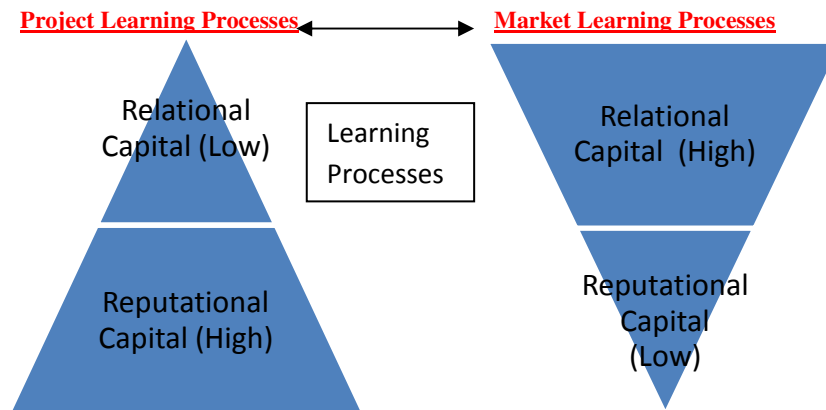 Project Learning Processes
Market Learning Processes
Relational
Capital (Low)
Learning
Processes
Relational
Capital (High)
Reputational
Capital (High)
Reputational
Capital
(Low)